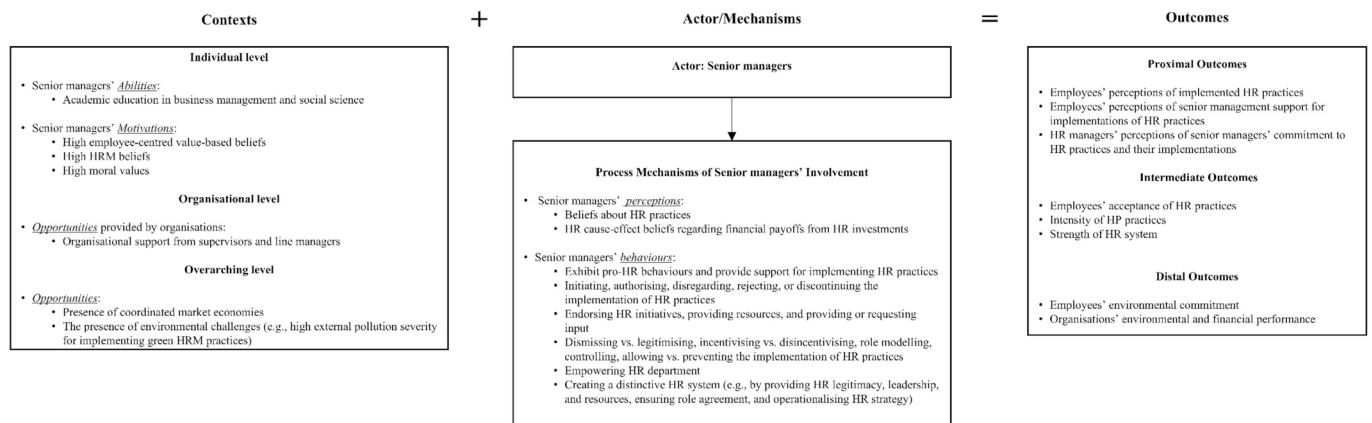 Contexts
+
Actor/Mechanisms
=
Outcomes
Individual level
• Senior managers' Abilities:
• Academic education in business management and social science
• Senior managers' Motivations:
• High employee-centred value-based beliefs
• High HRM beliefs
• High moral values
Organisational level
• Opportunities provided by organisations:
• Organisational support from supervisors and line managers
Overarching level
• Opportunities:
• Presence of coordinated market economies
• The presence of environmental challenges (e.g., high external pollution severity
for implementing green HRM practices)
Actor: Senior managers
Process Mechanisms of Senior managers' Involvement
• Senior managers' perceptions:
• Beliefs about HR practices
• HR cause-effect beliefs regarding financial payoffs from HR investments
• Senior managers' behaviours:
• Exhibit pro-HR behaviours and provide support for implementing HR practices
• Initiating, authorising, disregarding, rejecting, or discontinuing the
implementation of HR practices
• Endorsing HR initiatives, providing resources, and providing or requesting
input
• Dismissing vs. legitimising, incentivising vs. disincentivising, role modelling,
controlling, allowing vs. preventing the implementation of HR practices
• Empowering HR department
• Creating a distinctive HR system (e.g., by providing HR legitimacy, leadership,
and resources, ensuring role agreement, and operationalising HR strategy)
Proximal Outcomes
• Employees' perceptions of implemented HR practices
• Employees' perceptions of senior management support for
implementations of HR practices
• HR managers' perceptions of senior managers' commitment to
HR practices and their implementations
Intermediate Outcomes
• Employees' acceptance of HR practices
• Intensity of HP practices
• Strength of HR system
Distal Outcomes
• Employees' environmental commitment
• Organisations' environmental and financial performance